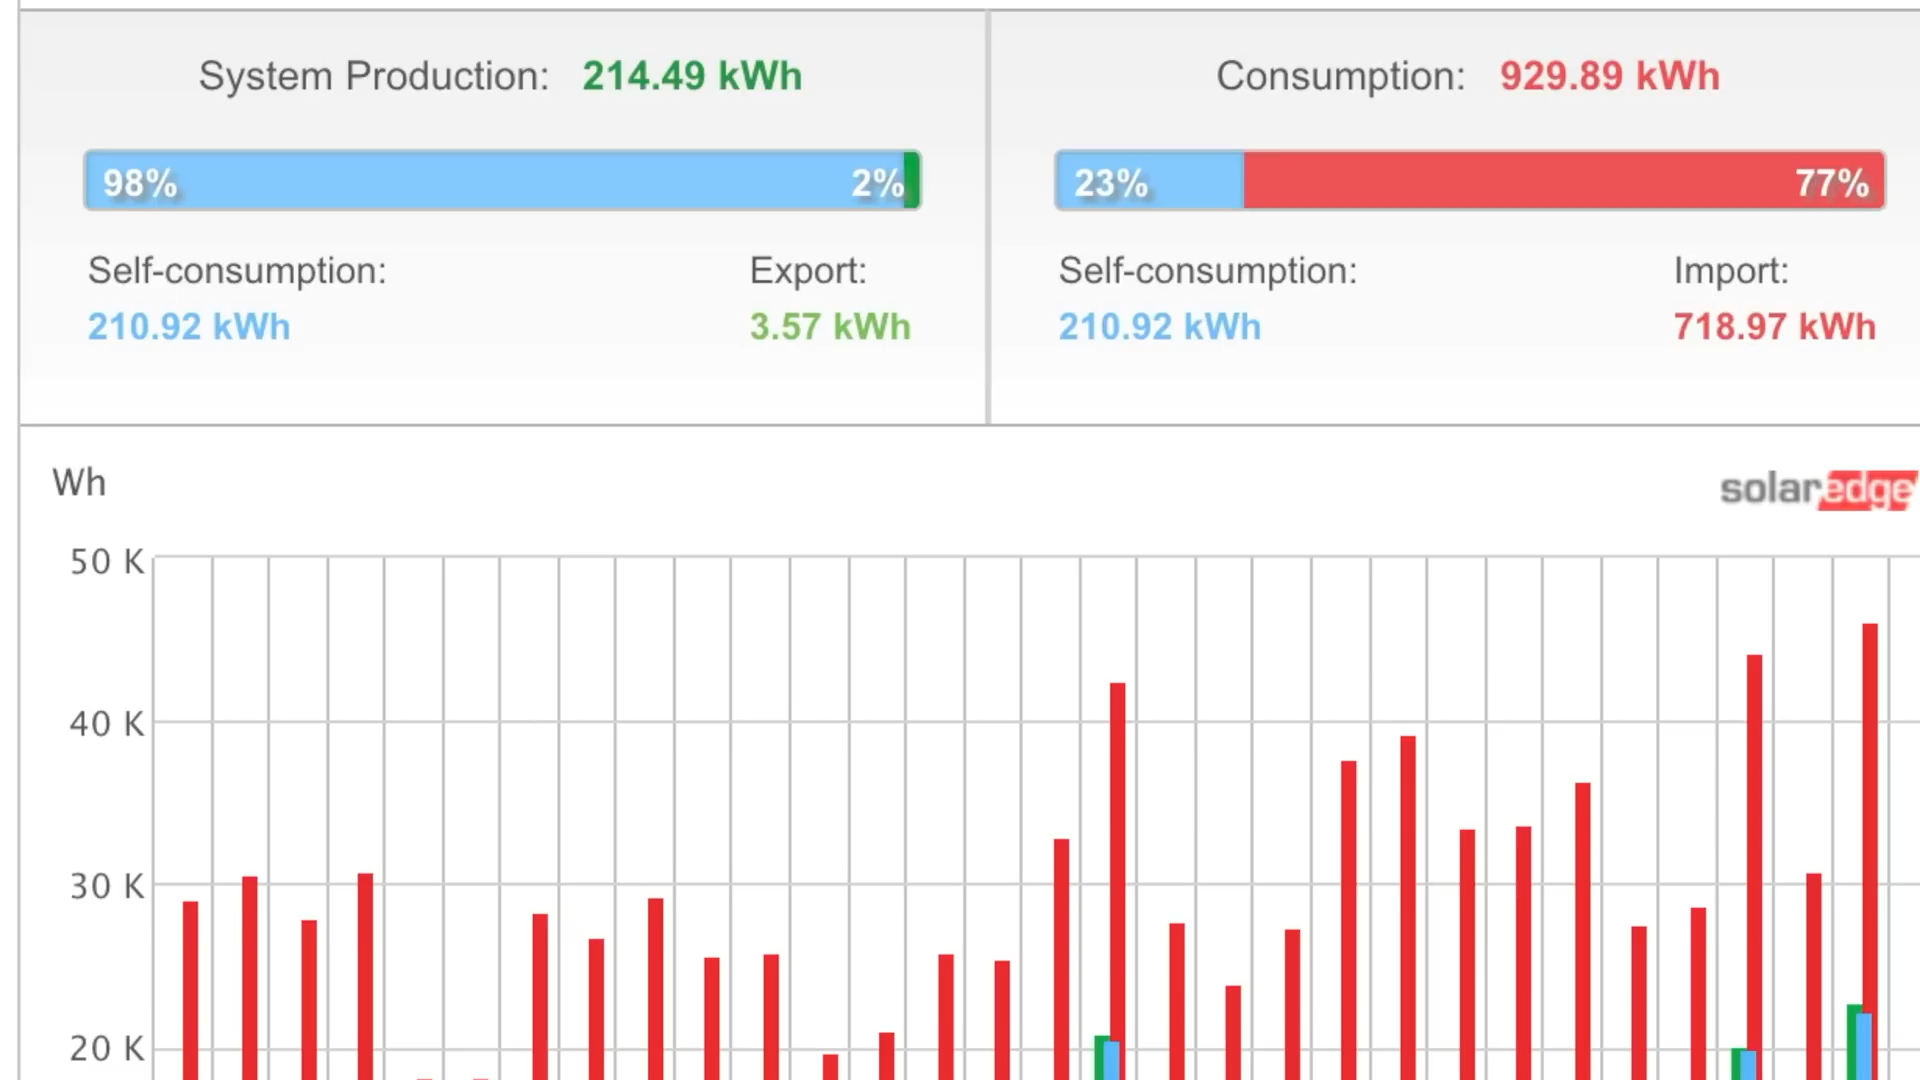 System Production: 214.49 kWh
98% 2%
Self-consumption: Export:
210.92 kWh 3.57 kWh
Consumption: 929.89 kWh
23% 77%
Self-consumption: Import:
210.92 kWh 718.97 kWh
Wh
solaredge
50 K
40 K
30 K
20 K